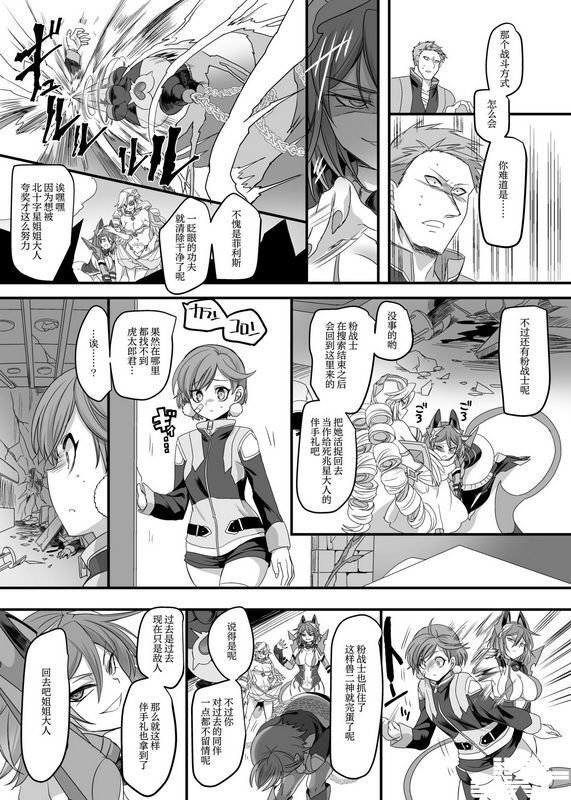 那个战斗方式
怎么会
你难道是……
ギュルルルル
不愧是菲利斯
一眨眼的功夫
就清除干净了呢
诶嘿嘿
因为想被
北十字星姐姐大人
夸奖才这么努力
不过还有粉战士呢
没事的哟
粉战士
在搜索结束之后
会回到这里来的
把她活捉回去
当作给死兆星大人的
伴手礼吧
ごろ
ごろ
コロ!
ギィ…
果然在哪里
都找不到
虎太郎君…
…诶……?
粉战士也抓住了
这样兽二神就完蛋了呢
说得是呢
不过你
对过去的同伴
一点都不留情呢
过去是过去
现在只是敌人
那么就这样
伴手礼也拿到了
回去吧姐姐大人